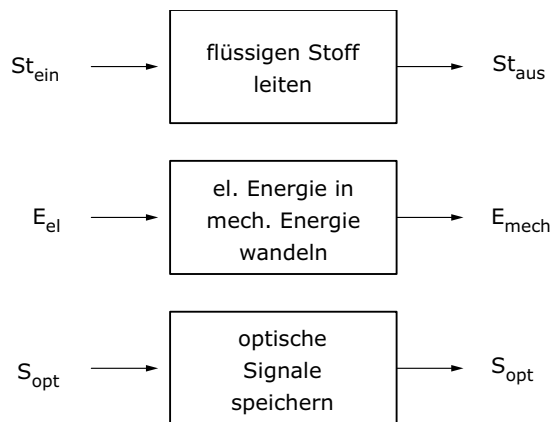 St_ein
flüssigen Stoff
leiten
St_aus
E_el
el. Energie in
mech. Energie
wandeln
E_mech
S_opt
optische
Signale
speichern
S_opt